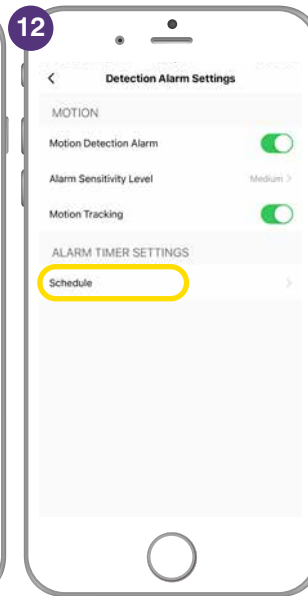 12
Detection Alarm Settings
MOTION
Motion Detection Alarm
Alarm Sensitivity Level Medium
Motion Tracking
ALARM TIMER SETTINGS
Schedule